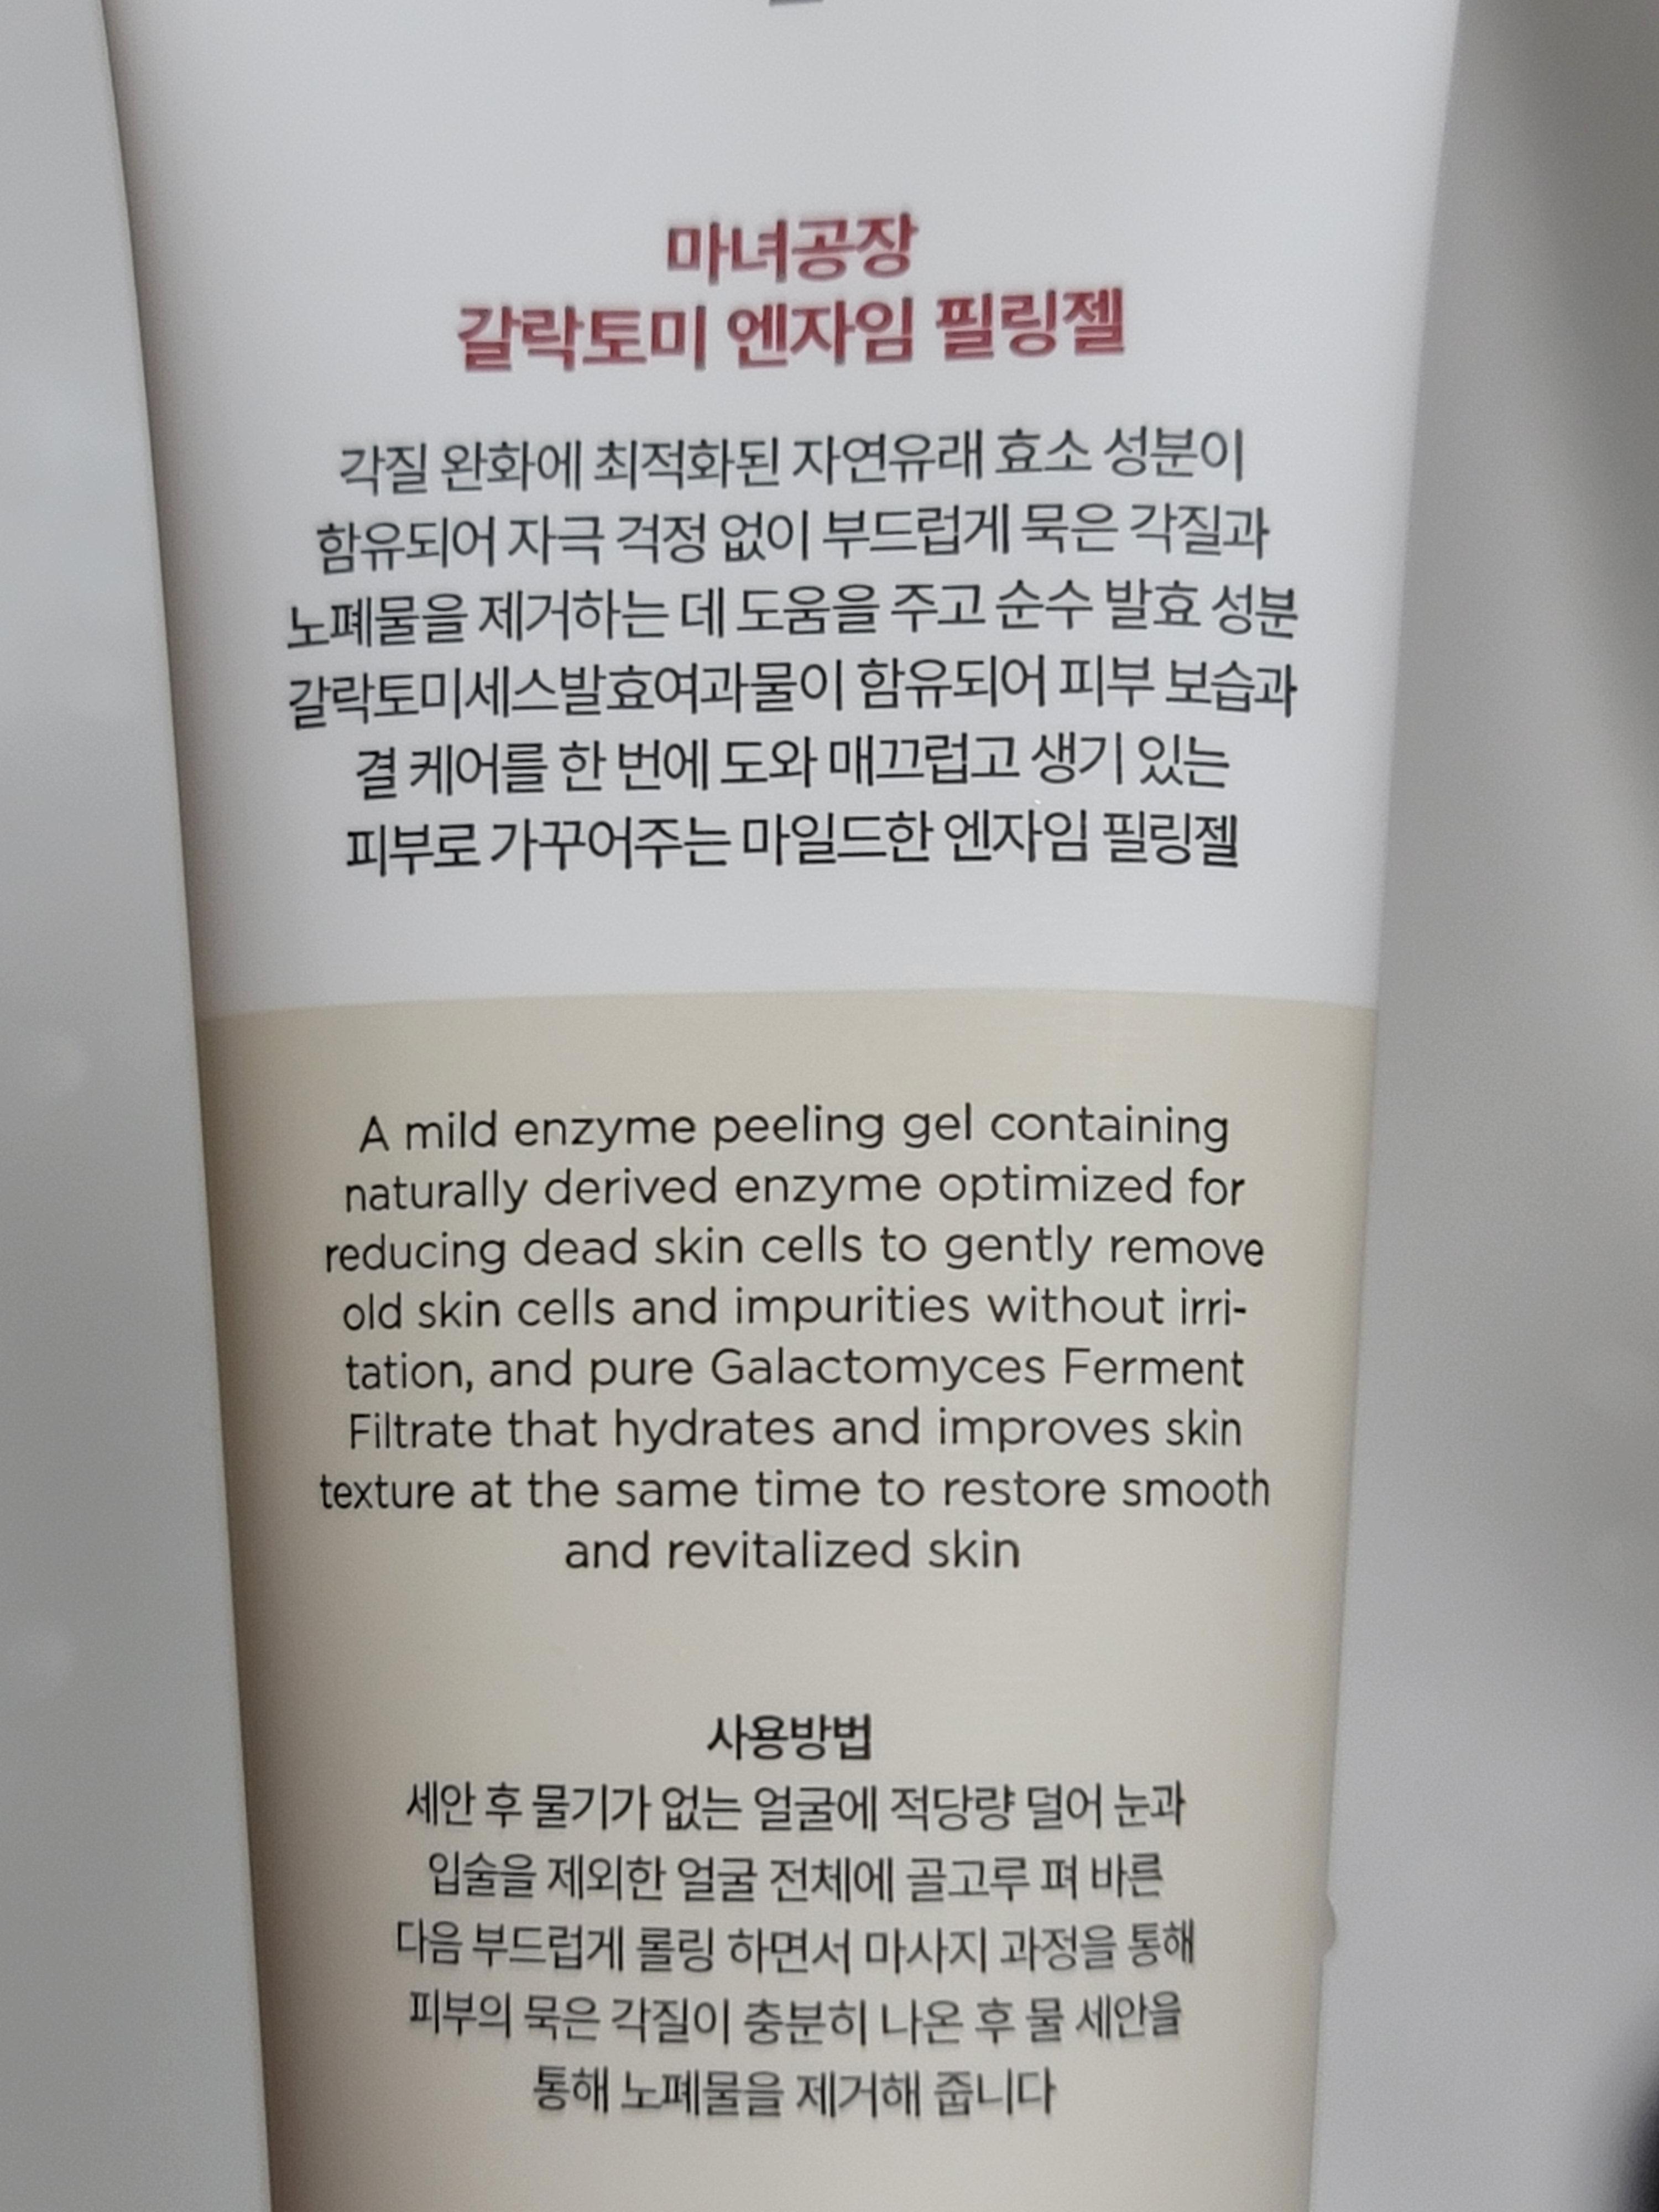 마녀공장
갈락토미 엔자임 필링젤
각질 완화에 최적화된 자연유래 효소 성분이
함유되어 자극 걱정 없이 부드럽게 묵은 각질과
노폐물을 제거하는 데 도움을 주고 순수 발효 성분
갈락토미세스발효여과물이 함유되어 피부 보습과
결 케어를 한 번에 도와 매끄럽고 생기 있는
피부로 가꾸어주는 마일드한 엔자임 필링젤
A mild enzyme peeling gel containing
naturally derived enzyme optimized for
reducing dead skin cells to gently remove
old skin cells and impurities without irri-
tation, and pure Galactomyces Ferment
Filtrate that hydrates and improves skin
texture at the same time to restore smooth
and revitalized skin
사용방법
세안 후 물기가 없는 얼굴에 적당량 덜어 눈과
입술을 제외한 얼굴 전체에 골고루 펴 바른
다음 부드럽게 롤링 하면서 마사지 과정을 통해
피부의 묵은 각질이 충분히 나온 후 물 세안을
통해 노폐물을 제거해 줍니다